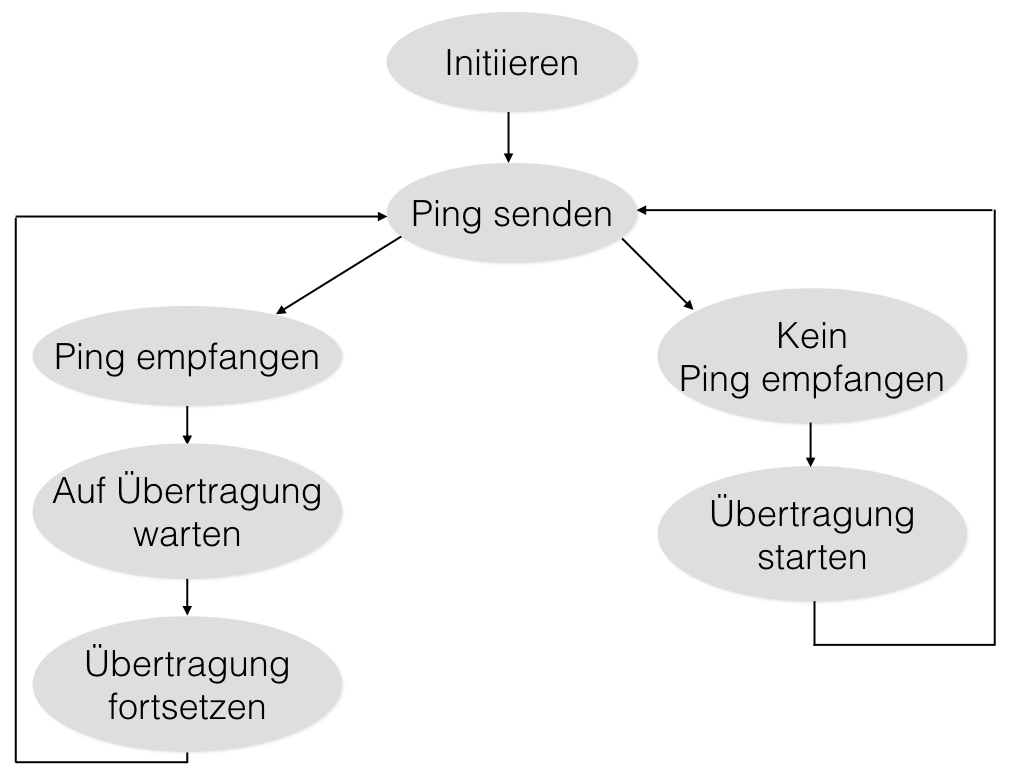 Initiieren
Ping senden
Ping empfangen
Auf Übertragung
warten
Übertragung
fortsetzen
Kein
Ping empfangen
Übertragung
starten